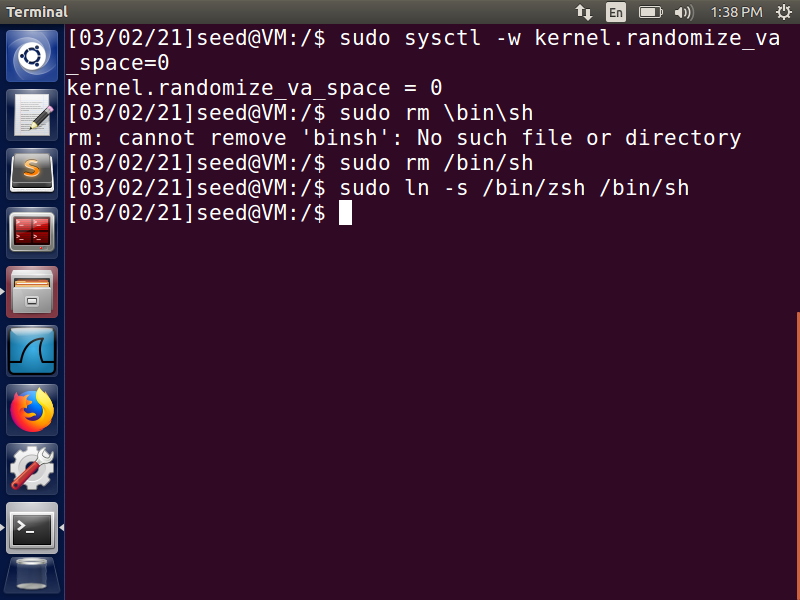 Terminal
En
1:38 PM
[03/02/21]seed@VM:/$ sudo sysctl -w kernel.randomize_va
_space=0
kernel.randomize_va_space = 0
[03/02/21]seed@VM:/$ sudo rm \bin\sh
rm: cannot remove 'binsh': No such file or directory
[03/02/21]seed@VM:/$ sudo rm /bin/sh
[03/02/21]seed@VM:/$ sudo ln -s /bin/zsh /bin/sh
[03/02/21]seed@VM:/$